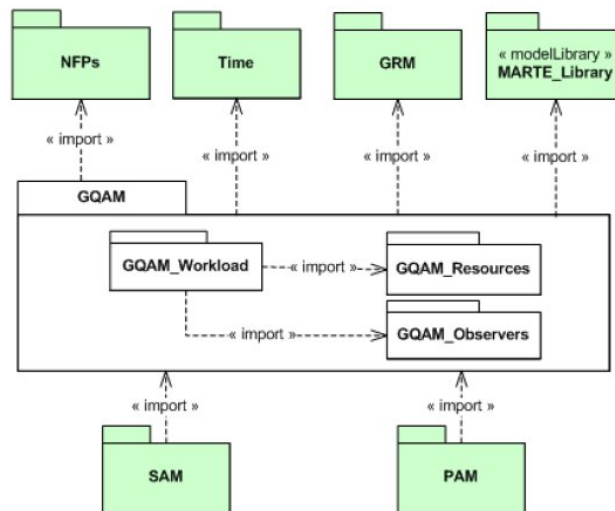 NFPs
Time
GRM
« modelLibrary »
MARTE_Library
« import »
« import »
« import »
« import »
GQAM
GQAM_Workload
« import »
GQAM_Resources
« import »
GQAM_Observers
« import »
« import »
SAM
PAM